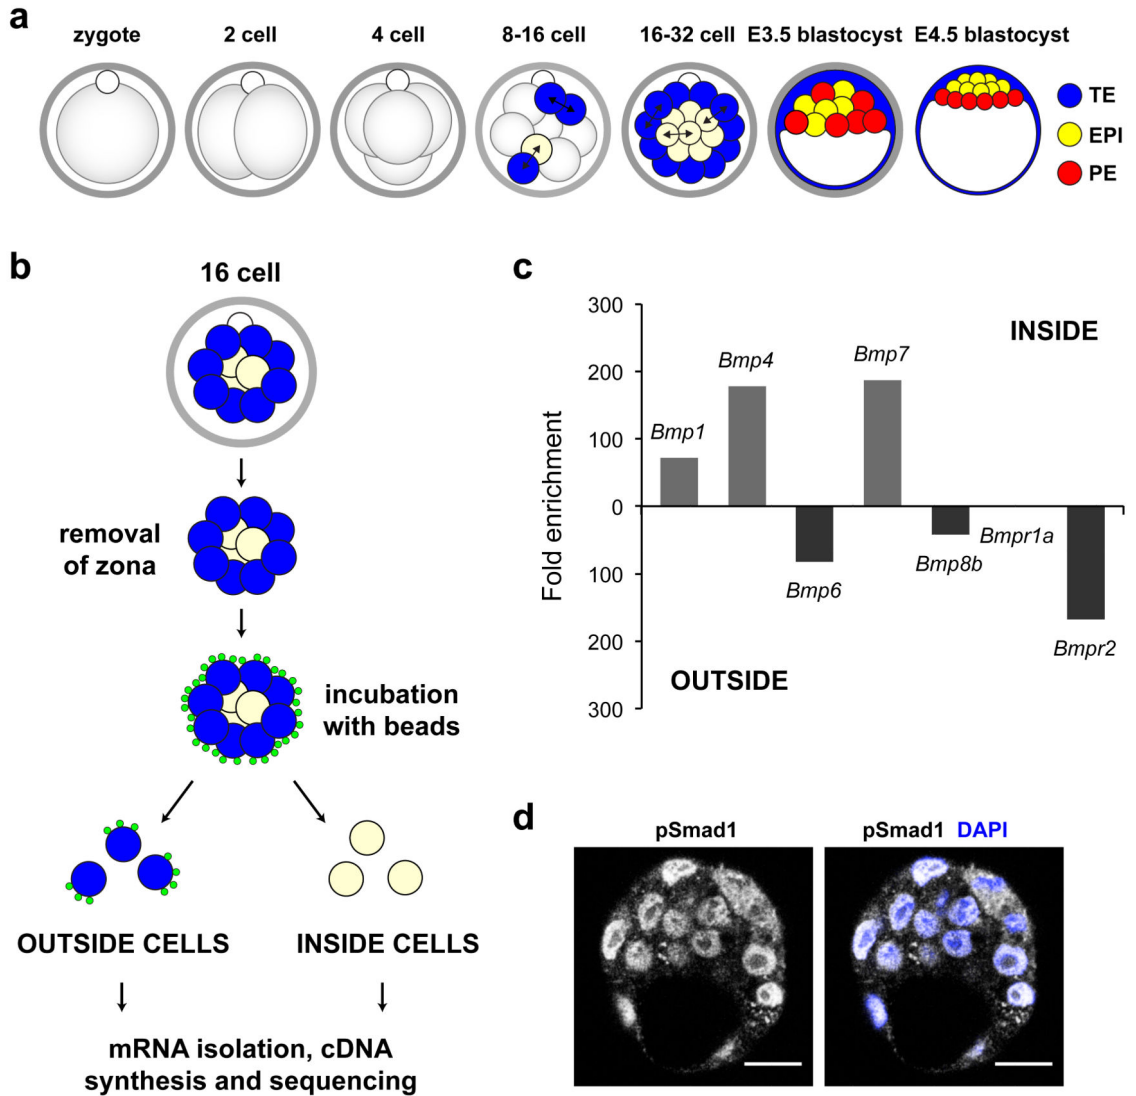 a
zygote 2 cell 4 cell 8-16 cell 16-32 cell E3.5 blastocyst E4.5 blastocyst
TE
EPI
PE
b
16 cell
removal
of zona
incubation
with beads
OUTSIDE CELLS INSIDE CELLS
mRNA isolation, cDNA
synthesis and sequencing
c
Fold enrichment
300
200
100
0
100
200
300
INSIDE
OUTSIDE
Bmp1
Bmp4
Bmp6
Bmp7
Bmp8b
Bmpr1a
Bmpr2
d
pSmad1 pSmad1 DAPI